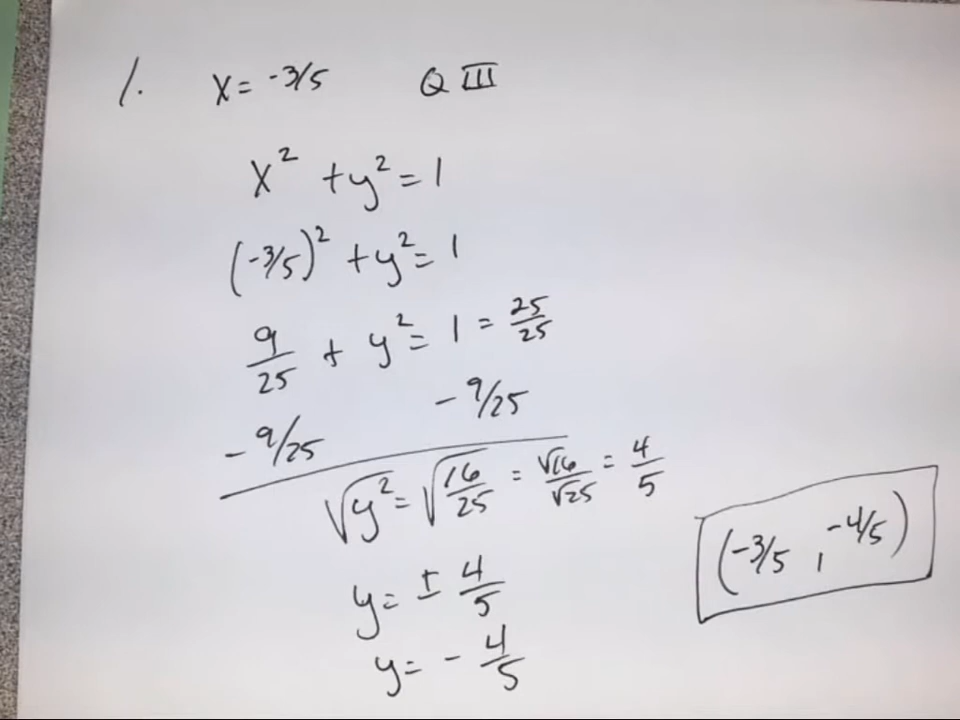 1. x = -3/5 Q III
x² + y² = 1
(-3/5)² + y² = 1
9/25 + y² = 1 = 25/25
- 9/25 - 9/25
√y² = √16/25 = √16/√25 = 4/5
y = ± 4/5
y = - 4/5
(-3/5 , -4/5)